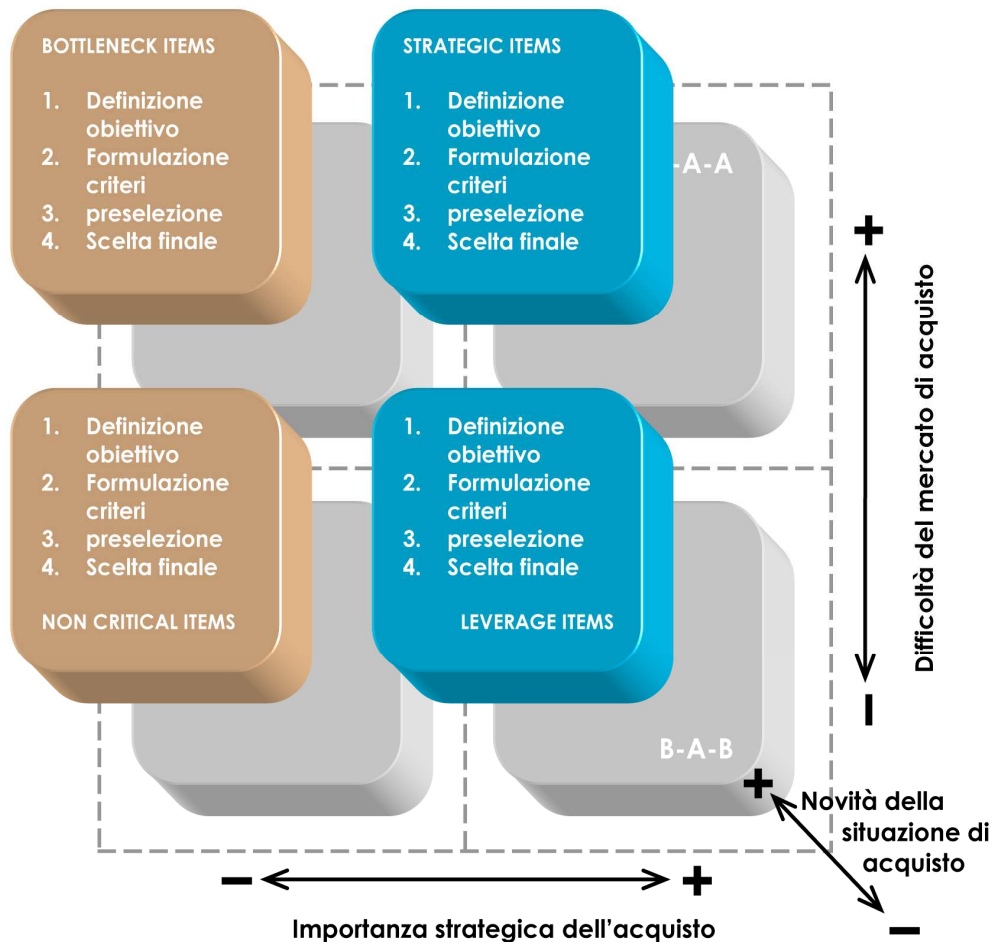 BOTTLENECK ITEMS
1. Definizione
obiettivo
2. Formulazione
criteri
3. preselezione
4. Scelta finale
STRATEGIC ITEMS
1. Definizione
obiettivo
2. Formulazione
criteri
3. preselezione
4. Scelta finale
-A-A
1. Definizione
obiettivo
2. Formulazione
criteri
3. preselezione
4. Scelta finale
NON CRITICAL ITEMS
1. Definizione
obiettivo
2. Formulazione
criteri
3. preselezione
4. Scelta finale
LEVERAGE ITEMS
B-A-B
+
Difficoltà del mercato di acquisto
–
+
Novità della
situazione di
acquisto
–
– +
Importanza strategica dell'acquisto